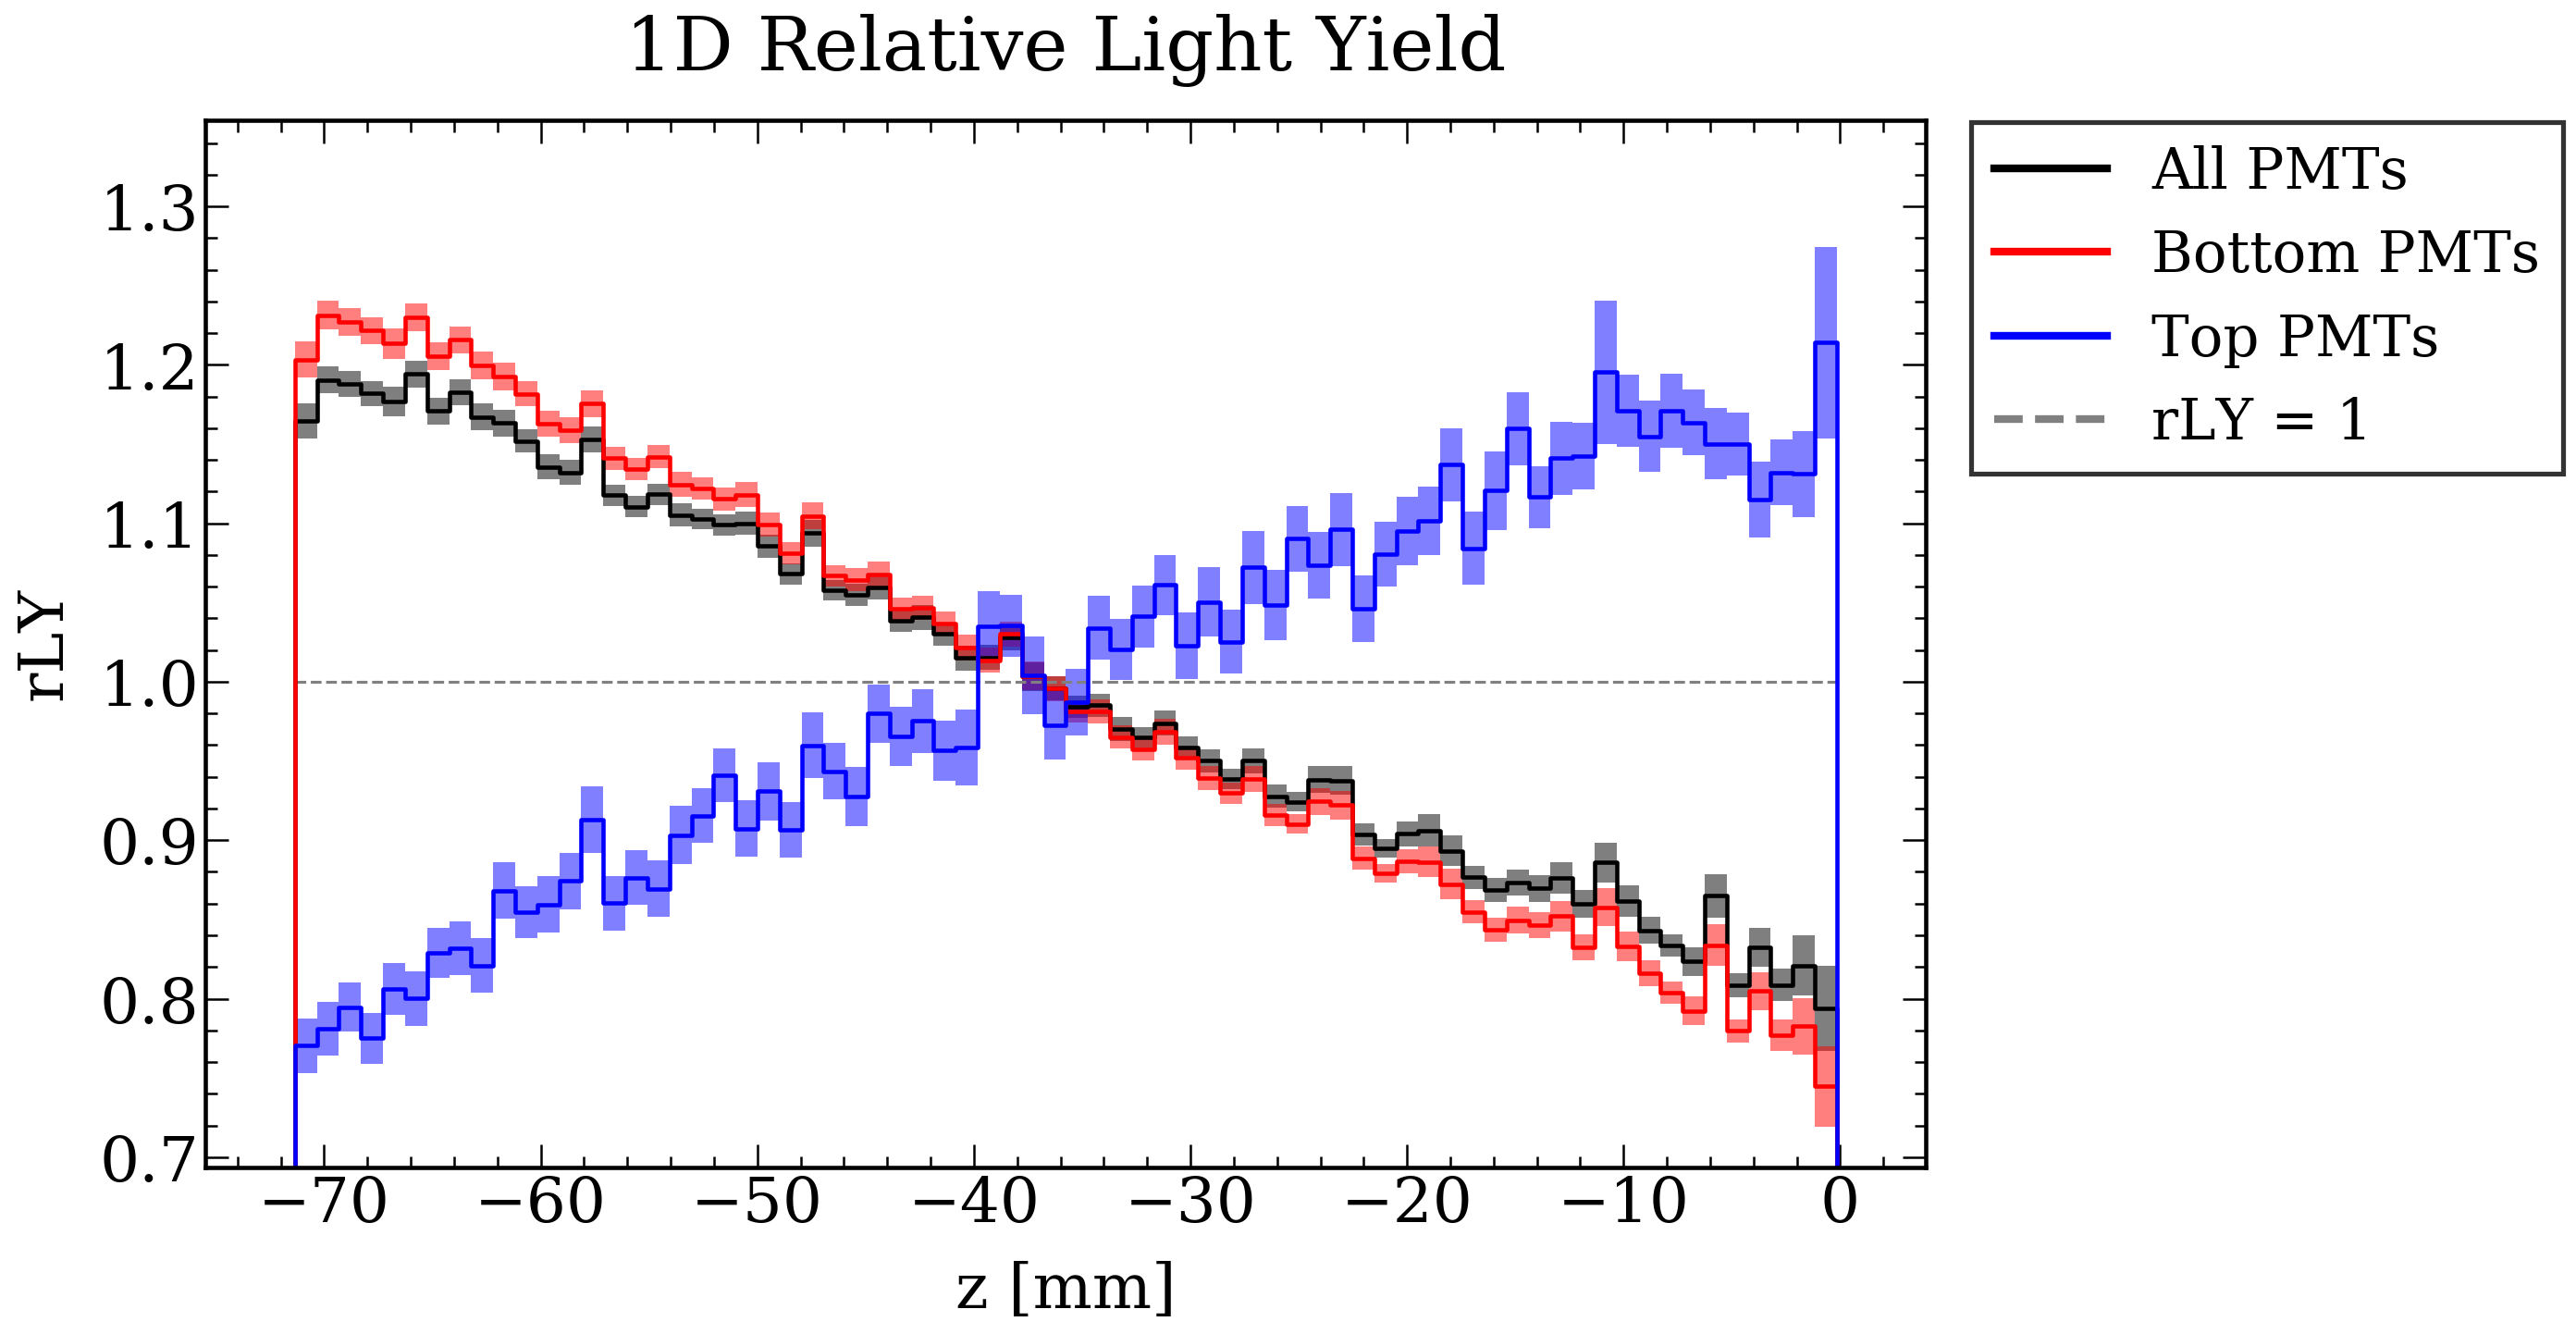 1D Relative Light Yield
All PMTs
Bottom PMTs
Top PMTs
rLY = 1
rLY
1.3
1.2
1.1
1.0
0.9
0.8
0.7
−70 −60 −50 −40 −30 −20 −10 0
z [mm]